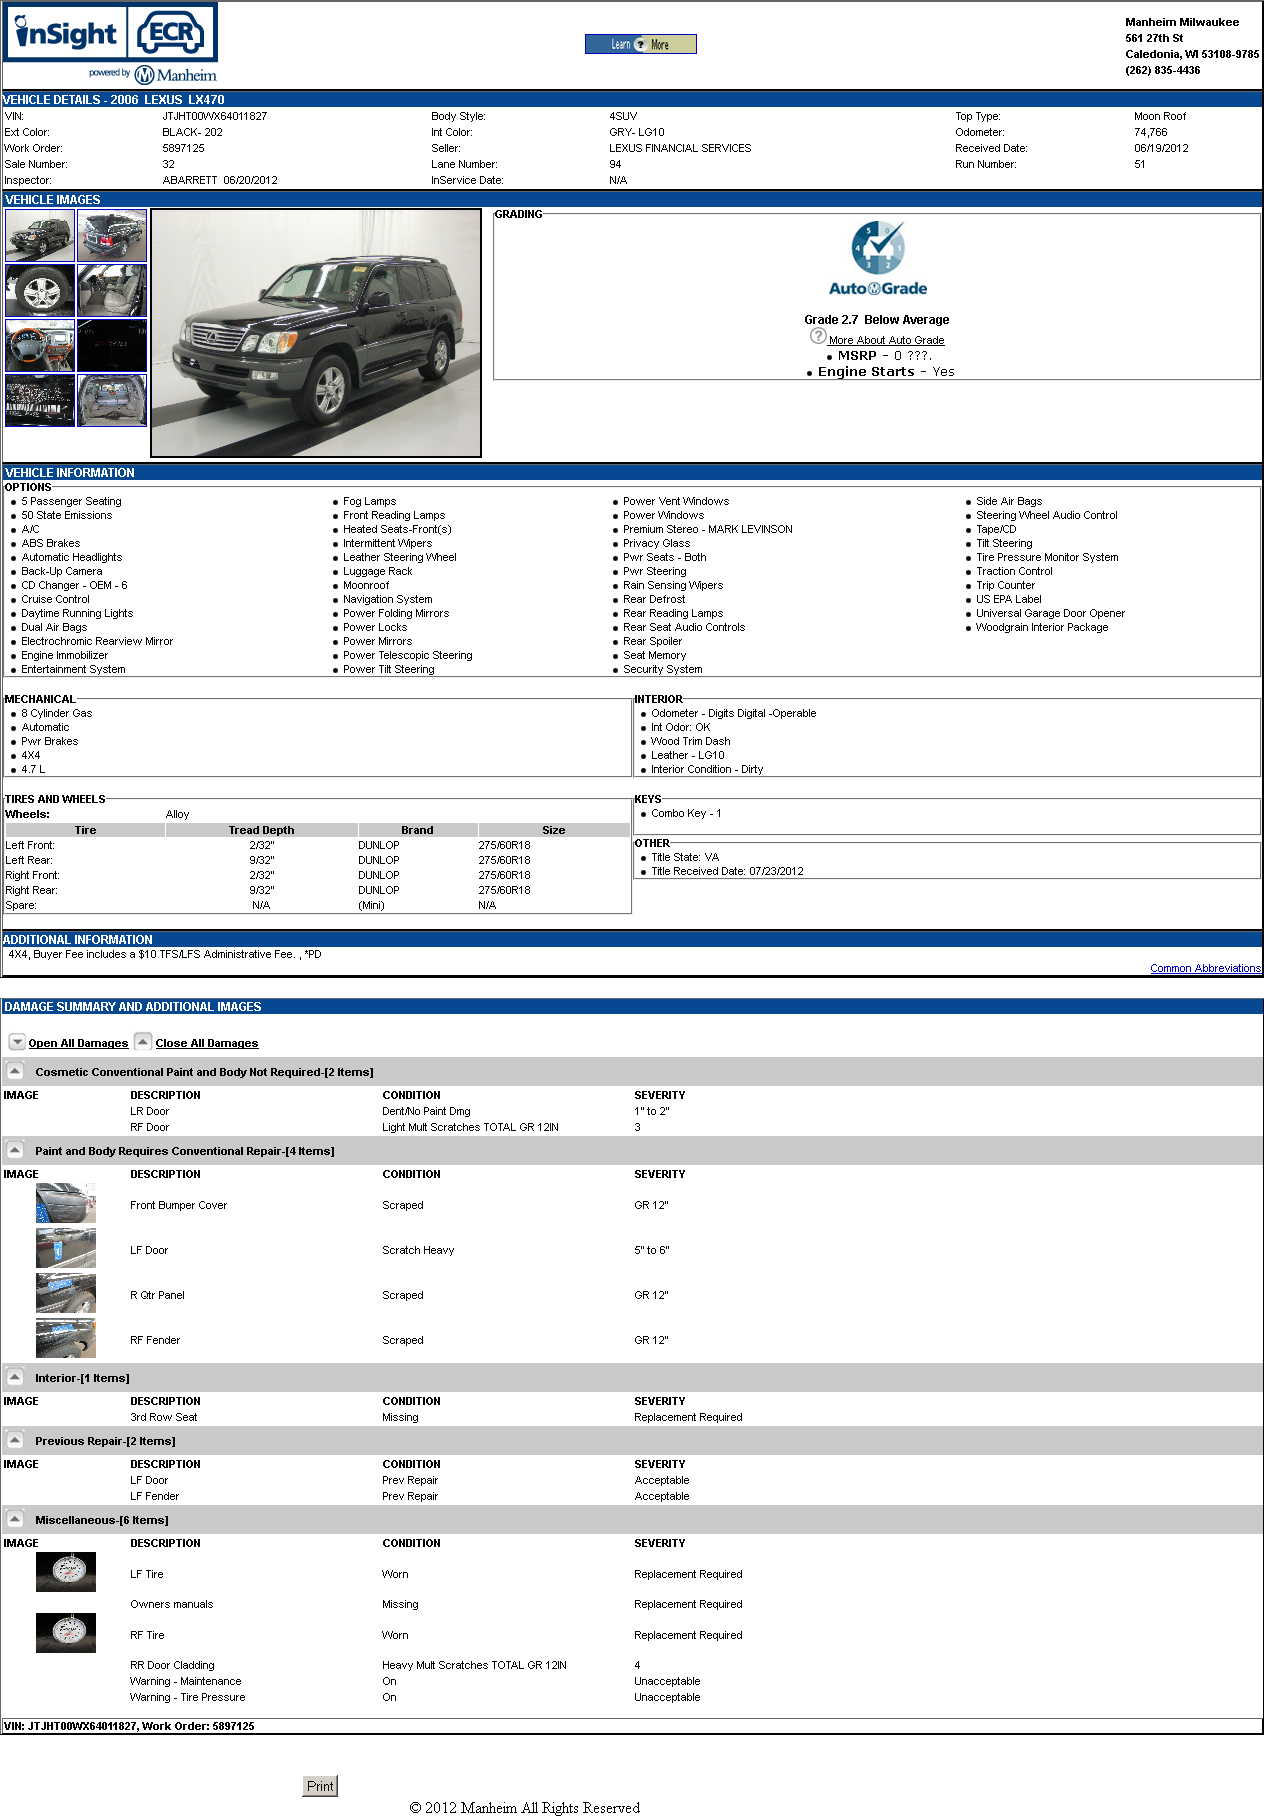 inSight ECR
powered by Manheim
Learn ? More
Manheim Milwaukee
561 27th St
Caledonia, WI 53108-9785
(262) 835-4436
VEHICLE DETAILS - 2006 LEXUS LX470
VIN: JTJHT00WX64011827 Body Style: 4SUV Top Type: Moon Roof
Ext Color: BLACK- 202 Int Color: GRY- LG10 Odometer: 74,766
Work Order: 5897125 Seller: LEXUS FINANCIAL SERVICES Received Date: 06/19/2012
Sale Number: 32 Lane Number: 94 Run Number: 51
Inspector: ABARRETT 06/20/2012 InService Date: N/A
VEHICLE IMAGES
GRADING
5 0 4 1 3 2
AutoGrade
Grade 2.7 Below Average
? More About Auto Grade
• MSRP - 0 ???.
• Engine Starts - Yes
VEHICLE INFORMATION
OPTIONS
• 5 Passenger Seating • Fog Lamps • Power Vent Windows • Side Air Bags
• 50 State Emissions • Front Reading Lamps • Power Windows • Steering Wheel Audio Control
• A/C • Heated Seats-Front(s) • Premium Stereo - MARK LEVINSON • Tape/CD
• ABS Brakes • Intermittent Wipers • Privacy Glass • Tilt Steering
• Automatic Headlights • Leather Steering Wheel • Pwr Seats - Both • Tire Pressure Monitor System
• Back-Up Camera • Luggage Rack • Pwr Steering • Traction Control
• CD Changer - OEM - 6 • Moonroof • Rain Sensing Wipers • Trip Counter
• Cruise Control • Navigation System • Rear Defrost • US EPA Label
• Daytime Running Lights • Power Folding Mirrors • Rear Reading Lamps • Universal Garage Door Opener
• Dual Air Bags • Power Locks • Rear Seat Audio Controls • Woodgrain Interior Package
• Electrochromic Rearview Mirror • Power Mirrors • Rear Spoiler
• Engine Immobilizer • Power Telescopic Steering • Seat Memory
• Entertainment System • Power Tilt Steering • Security System
MECHANICAL
• 8 Cylinder Gas
• Automatic
• Pwr Brakes
• 4X4
• 4.7 L
INTERIOR
• Odometer - Digits Digital -Operable
• Int Odor: OK
• Wood Trim Dash
• Leather - LG10
• Interior Condition - Dirty
TIRES AND WHEELS
Wheels: Alloy
Tire Tread Depth Brand Size
Left Front: 2/32" DUNLOP 275/60R18
Left Rear: 9/32" DUNLOP 275/60R18
Right Front: 2/32" DUNLOP 275/60R18
Right Rear: 9/32" DUNLOP 275/60R18
Spare: N/A (Mini) N/A
KEYS
• Combo Key - 1
OTHER
• Title State: VA
• Title Received Date: 07/23/2012
ADDITIONAL INFORMATION
4X4, Buyer Fee includes a $10 TFS/LFS Administrative Fee. , *PD
Common Abbreviations
DAMAGE SUMMARY AND ADDITIONAL IMAGES
Open All Damages Close All Damages
Cosmetic Conventional Paint and Body Not Required-[2 Items]
IMAGE DESCRIPTION CONDITION SEVERITY
LR Door Dent/No Paint Dmg 1" to 2"
RF Door Light Mult Scratches TOTAL GR 12IN 3
Paint and Body Requires Conventional Repair-[4 Items]
IMAGE DESCRIPTION CONDITION SEVERITY
Front Bumper Cover Scraped GR 12"
LF Door Scratch Heavy 5" to 6"
R Qtr Panel Scraped GR 12"
RF Fender Scraped GR 12"
Interior-[1 Items]
IMAGE DESCRIPTION CONDITION SEVERITY
3rd Row Seat Missing Replacement Required
Previous Repair-[2 Items]
IMAGE DESCRIPTION CONDITION SEVERITY
LF Door Prev Repair Acceptable
LF Fender Prev Repair Acceptable
Miscellaneous-[6 Items]
IMAGE DESCRIPTION CONDITION SEVERITY
LF Tire Worn Replacement Required
Owners manuals Missing Replacement Required
RF Tire Worn Replacement Required
RR Door Cladding Heavy Mult Scratches TOTAL GR 12IN 4
Warning - Maintenance On Unacceptable
Warning - Tire Pressure On Unacceptable
VIN: JTJHT00WX64011827, Work Order: 5897125
Print
© 2012 Manheim All Rights Reserved